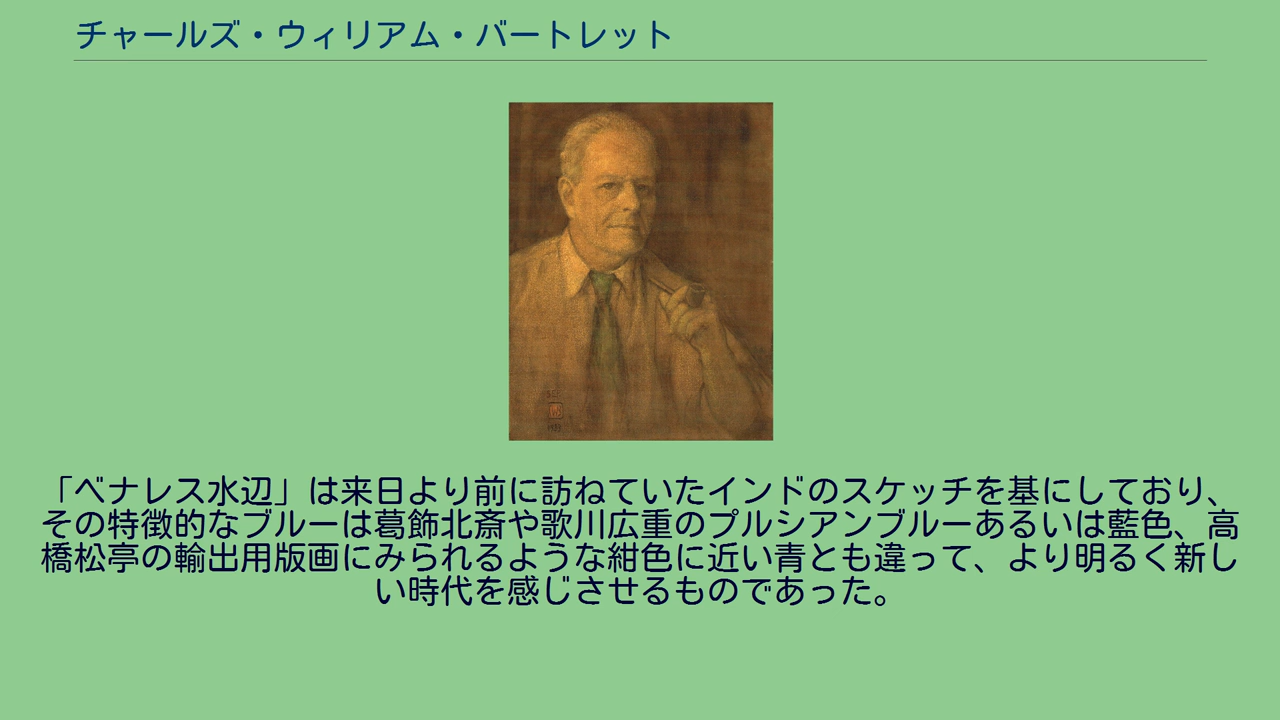 チャールズ・ウィリアム・バートレット
「ベナレス水辺」は来日より前に訪ねていたインドのスケッチを基にしており、
その特徴的なブルーは葛飾北斎や歌川広重のプルシアンブルーあるいは藍色、高
橋松亭の輸出用版画にみられるような紺色に近い青とも違って、より明るく新し
い時代を感じさせるものであった。